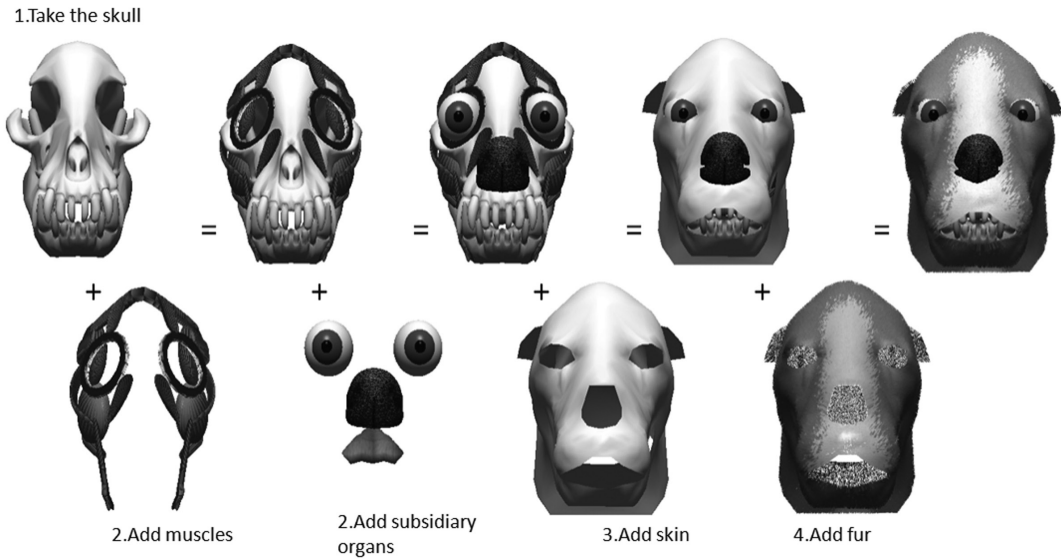 1.Take the skull
= = = =
+ + + +
2.Add muscles
2.Add subsidiary
organs
3.Add skin
4.Add fur